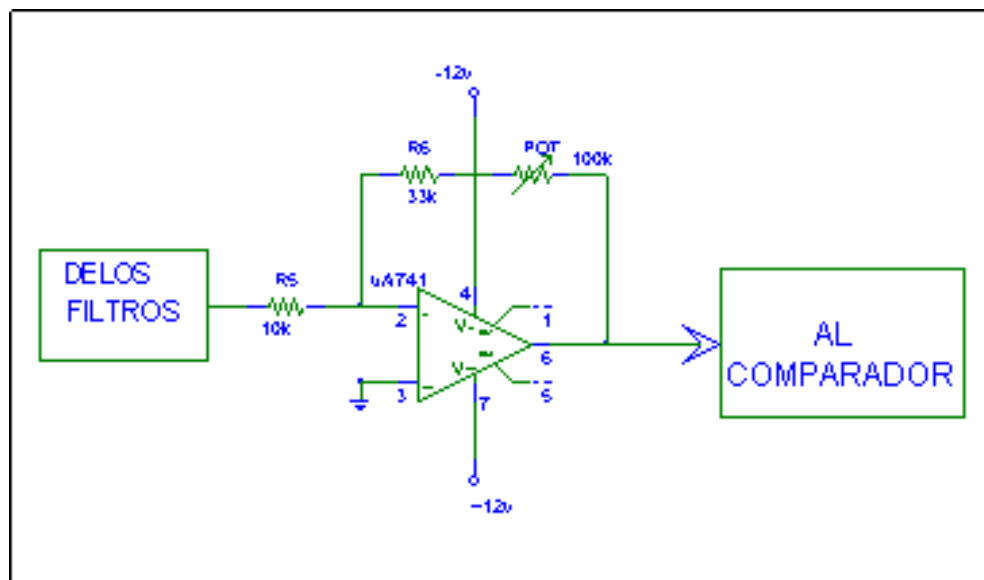 -12v
R6
POT
100k
33k
DELOS
FILTROS
R5
10k
uA741
4
2
-
V-
1
6
V-
3
5
7
AL
COMPARADOR
-12v